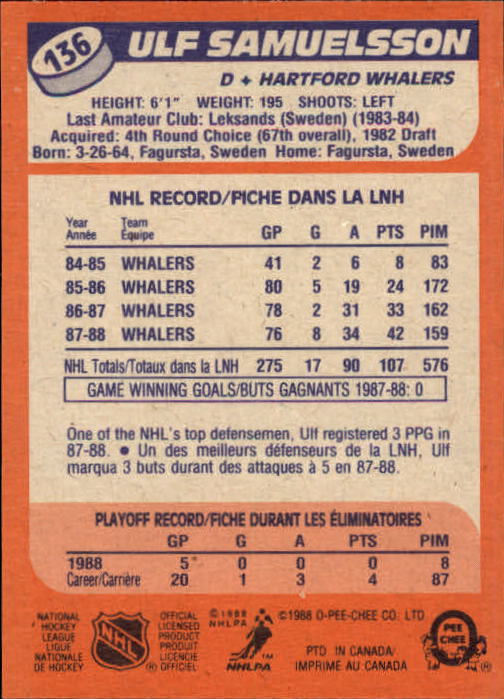 136
ULF SAMUELSSON
D + HARTFORD WHALERS
HEIGHT: 6'1" WEIGHT: 195 SHOOTS: LEFT
Last Amateur Club: Leksands (Sweden) (1983-84)
Acquired: 4th Round Choice (67th overall), 1982 Draft
Born: 3-26-64, Fagursta, Sweden Home: Fagursta, Sweden
NHL RECORD/FICHE DANS LA LNH
Year Team
Année Équipe GP G A PTS PIM
84-85 WHALERS 41 2 6 8 83
85-86 WHALERS 80 5 19 24 172
86-87 WHALERS 78 2 31 33 162
87-88 WHALERS 76 8 34 42 159
NHL Totals/Totaux dans la LNH 275 17 90 107 576
GAME WINNING GOALS/BUTS GAGNANTS 1987-88: 0
One of the NHL's top defensemen, Ulf registered 3 PPG in
87-88. ● Un des meilleurs défenseurs de la LNH, Ulf
marqua 3 buts durant des attaques à 5 en 87-88.
PLAYOFF RECORD/FICHE DURANT LES ÉLIMINATOIRES
GP G A PTS PIM
1988 5 0 0 0 8
Career/Carrière 20 1 3 4 87
NATIONAL
HOCKEY
LEAGUE
LIGUE
NATIONALE
DE HOCKEY
NHL
®
OFFICIAL
LICENSED
PRODUCT
PRODUIT
LICENCIÉ
OFFICIEL
© 1988
NHLPA
NHLPA
™
©1988 O-PEE-CHEE CO. LTD
PTD IN CANADA/
IMPRIMÉ AU CANADA
PEE
CHEE